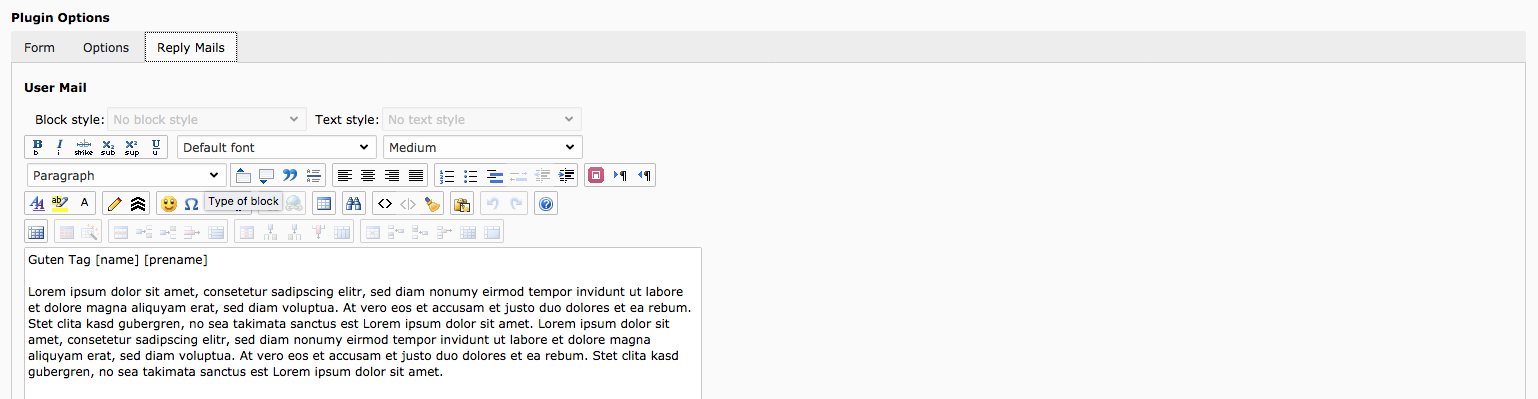 Plugin Options
Form Options Reply Mails
User Mail
Block style: No block style Text style: No text style
B b I i abc strike X₂ sub X² sup U u Default font Medium
Paragraph
A ab A
Ω Type of block
Guten Tag [name] [prename]
Lorem ipsum dolor sit amet, consetetur sadipscing elitr, sed diam nonumy eirmod tempor invidunt ut labore
et dolore magna aliquyam erat, sed diam voluptua. At vero eos et accusam et justo duo dolores et ea rebum.
Stet clita kasd gubergren, no sea takimata sanctus est Lorem ipsum dolor sit amet. Lorem ipsum dolor sit
amet, consetetur sadipscing elitr, sed diam nonumy eirmod tempor invidunt ut labore et dolore magna
aliquyam erat, sed diam voluptua. At vero eos et accusam et justo duo dolores et ea rebum. Stet clita kasd
gubergren, no sea takimata sanctus est Lorem ipsum dolor sit amet.